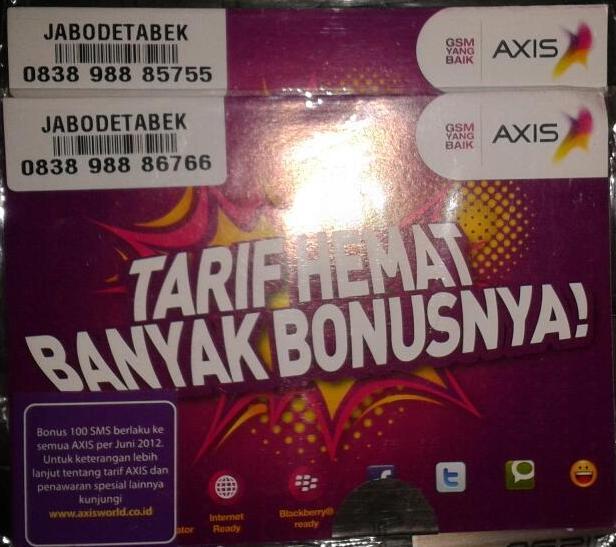 JABODETABEK
0838 988 85755
GSM
YANG
BAIK
AXIS
JABODETABEK
0838 988 86766
GSM
YANG
BAIK
AXIS
TARIF HEMAT
BANYAK BONUSNYA!
Bonus 100 SMS berlaku ke
semua AXIS per Juni 2012.
Untuk keterangan lebih
lanjut tentang tarif AXIS dan
penawaran spesial lainnya
kunjungi
www.axisworld.co.id
Internet
Ready
Blackberry®
ready